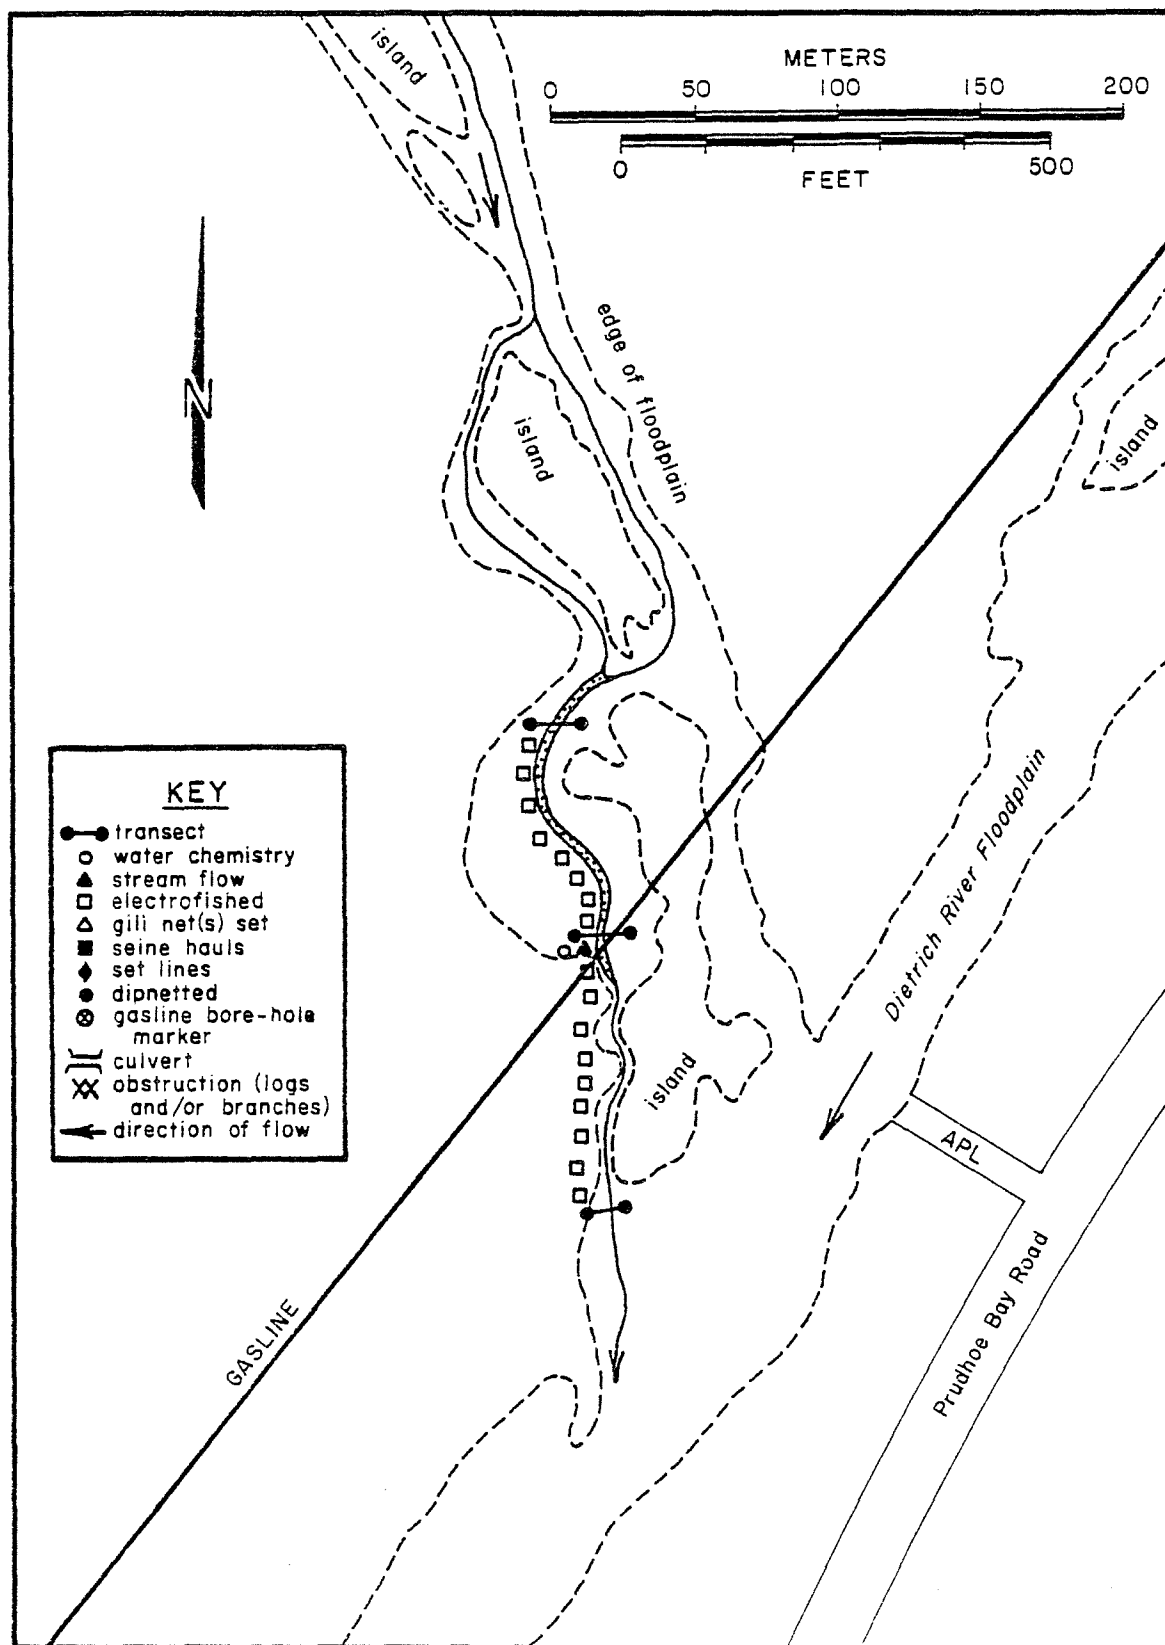 island
METERS
0 50 100 150 200
0 500
FEET
N
edge of floodplain
island
island
KEY
transect
water chemistry
stream flow
electrofished
gill net(s) set
seine hauls
set lines
dipnetted
gasline bore-hole
marker
culvert
obstruction (logs
and/or branches)
direction of flow
Dietrich River Floodplain
island
APL
GASLINE
Prudhoe Bay Road